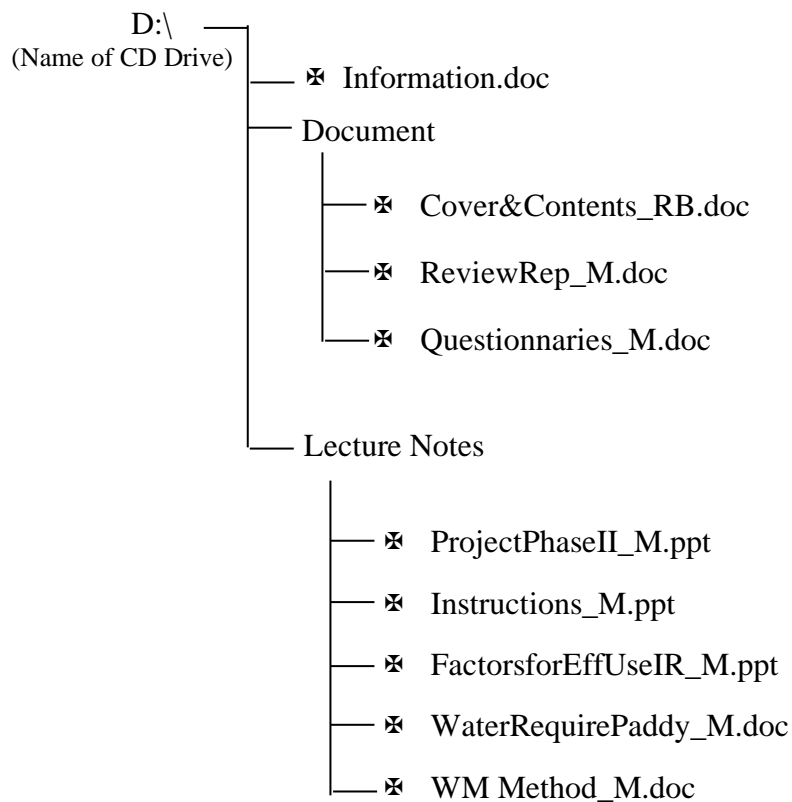 D:\
(Name of CD Drive)
✠ Information.doc
Document
✠ Cover&Contents_RB.doc
✠ ReviewRep_M.doc
✠ Questionnaries_M.doc
Lecture Notes
✠ ProjectPhaseII_M.ppt
✠ Instructions_M.ppt
✠ FactorsforEffUseIR_M.ppt
✠ WaterRequirePaddy_M.doc
✠ WM Method_M.doc